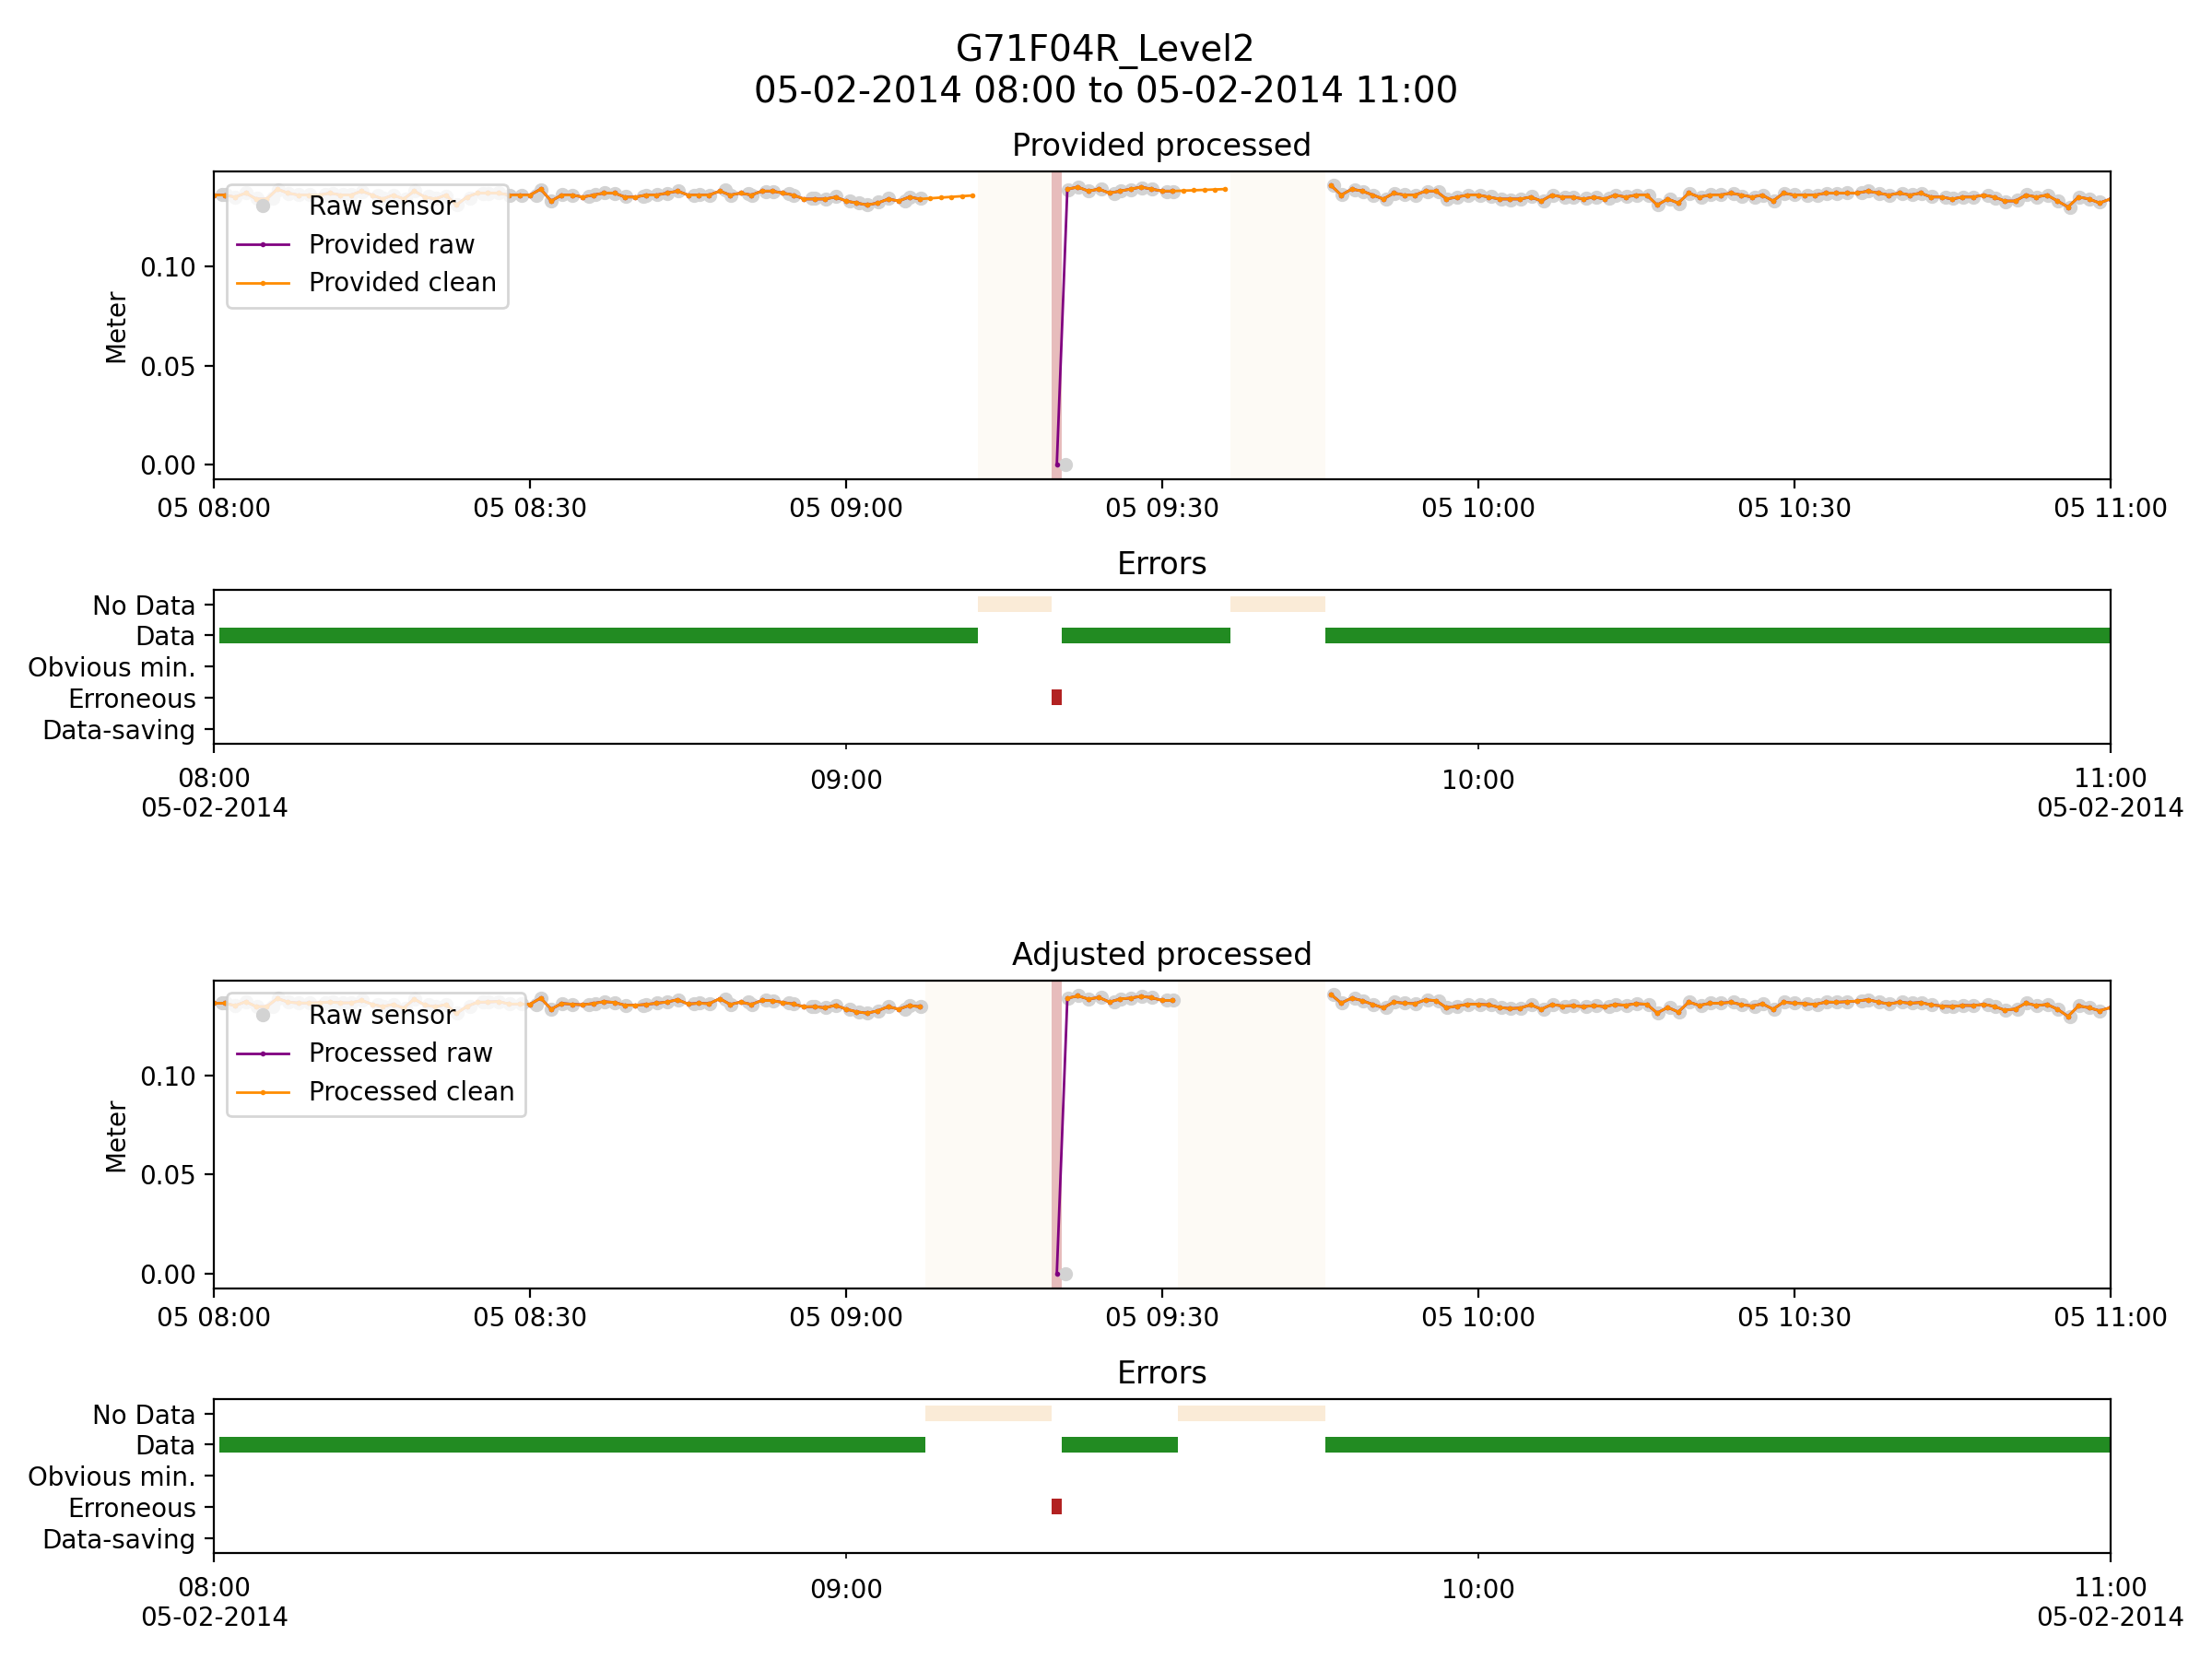 G71F04R_Level2
05-02-2014 08:00 to 05-02-2014 11:00
Provided processed
Raw sensor
Provided raw
Provided clean
Meter
0.10
0.05
0.00
05 08:00 05 08:30 05 09:00 05 09:30 05 10:00 05 10:30 05 11:00
Errors
No Data
Data
Obvious min.
Erroneous
Data-saving
08:00 09:00 10:00 11:00
05-02-2014 05-02-2014
Adjusted processed
Raw sensor
Processed raw
Processed clean
Meter
0.10
0.05
0.00
05 08:00 05 08:30 05 09:00 05 09:30 05 10:00 05 10:30 05 11:00
Errors
No Data
Data
Obvious min.
Erroneous
Data-saving
08:00 09:00 10:00 11:00
05-02-2014 05-02-2014